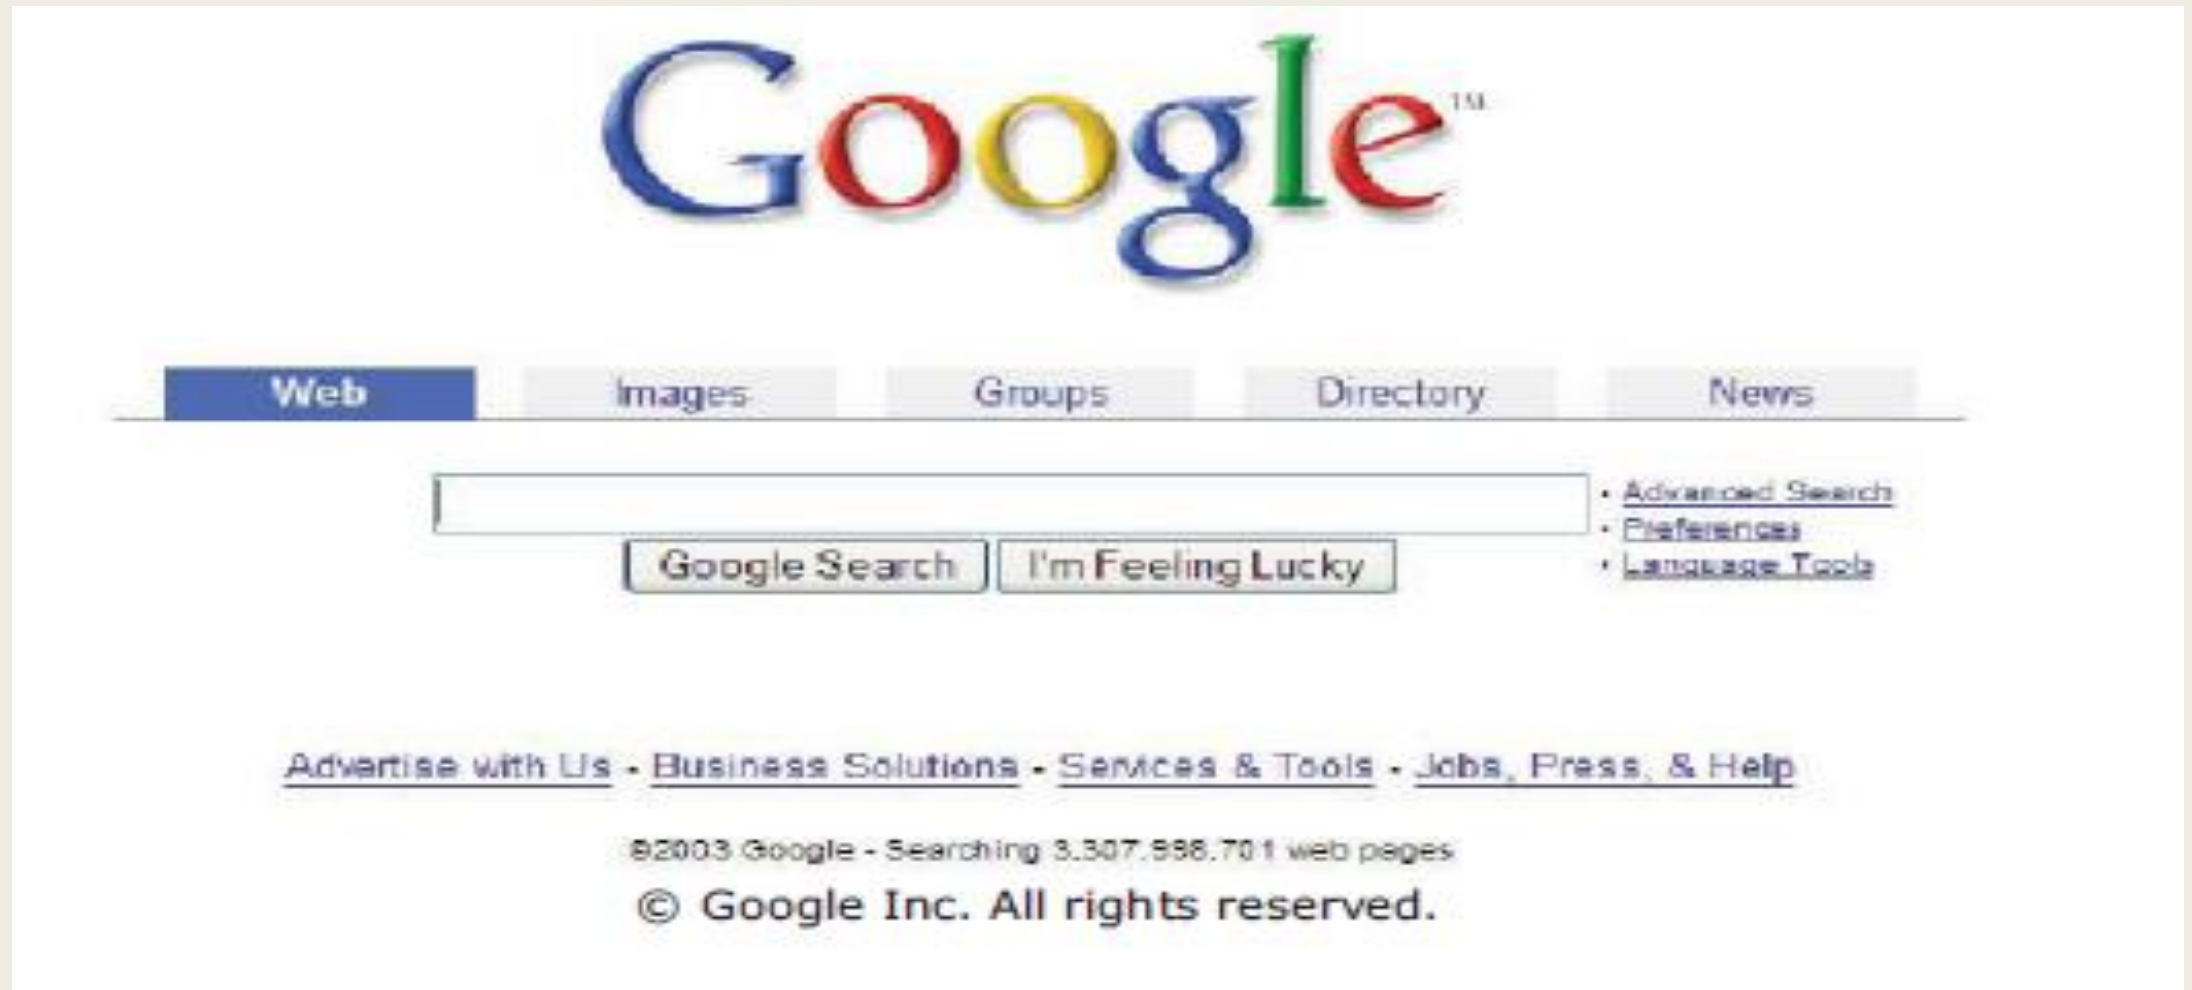 Google™
Web Images Groups Directory News
• Advanced Search
• Preferences
• Language Tools
Google Search I'm Feeling Lucky
Advertise with Us - Business Solutions - Services & Tools - Jobs, Press, & Help
©2003 Google - Searching 3,307,998,701 web pages
© Google Inc. All rights reserved.